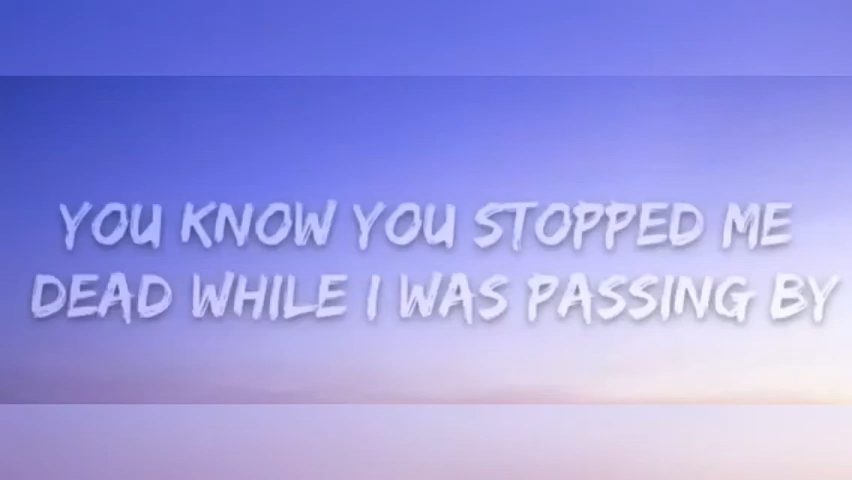 YOU KNOW YOU STOPPED ME
DEAD WHILE I WAS PASSING BY